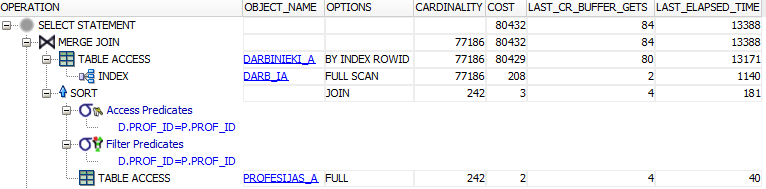 OPERATION OBJECT_NAME OPTIONS CARDINALITY COST LAST_CR_BUFFER_GETS LAST_ELAPSED_TIME
SELECT STATEMENT 80432 84 13388
MERGE JOIN 77186 80432 84 13388
TABLE ACCESS DARBINIEKI_A BY INDEX ROWID 77186 80429 80 13171
INDEX DARB_IA FULL SCAN 77186 208 2 1140
SORT JOIN 242 3 4 181
Access Predicates
D.PROF_ID=P.PROF_ID
Filter Predicates
D.PROF_ID=P.PROF_ID
TABLE ACCESS PROFESIJAS_A FULL 242 2 4 40